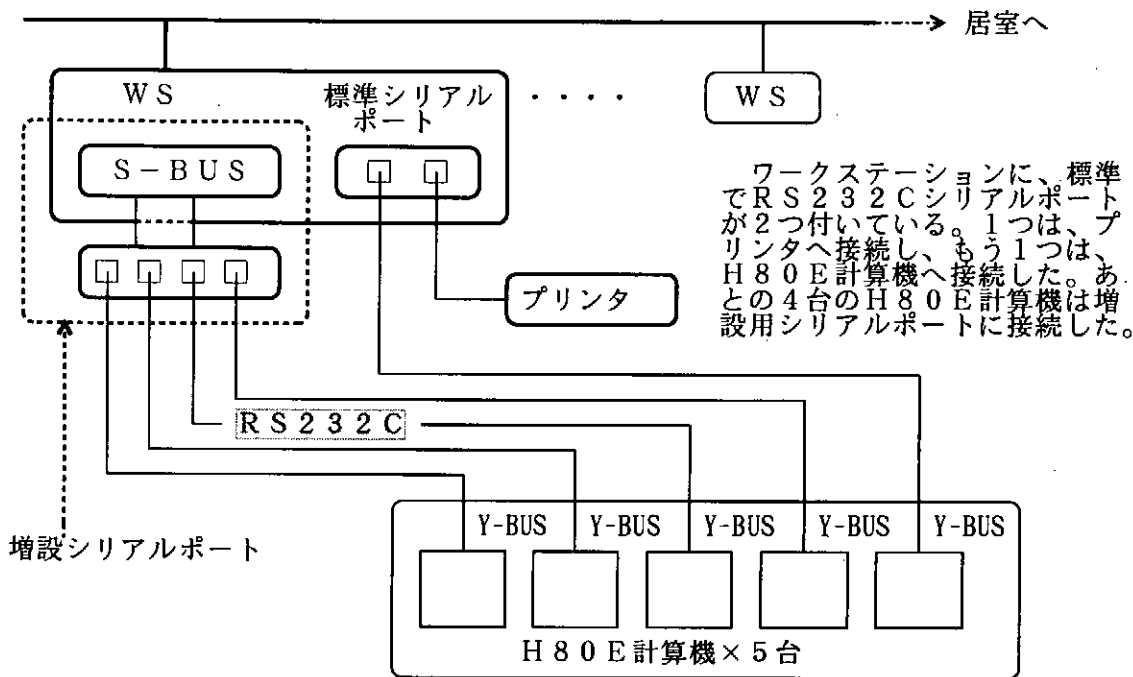 居室へ
WS
標準シリアル
ポート
・・・・
WS
S－BUS
ワークステーションに、標準
でRS232Cシリアルポート
が2つ付いている。1つは、プ
リンタへ接続し、もう1つは、
H80E計算機へ接続した。あ
との4台のH80E計算機は増
設用シリアルポートに接続した。
プリンタ
RS232C
増設シリアルポート
Y-BUS Y-BUS Y-BUS Y-BUS Y-BUS
H80E計算機×5台